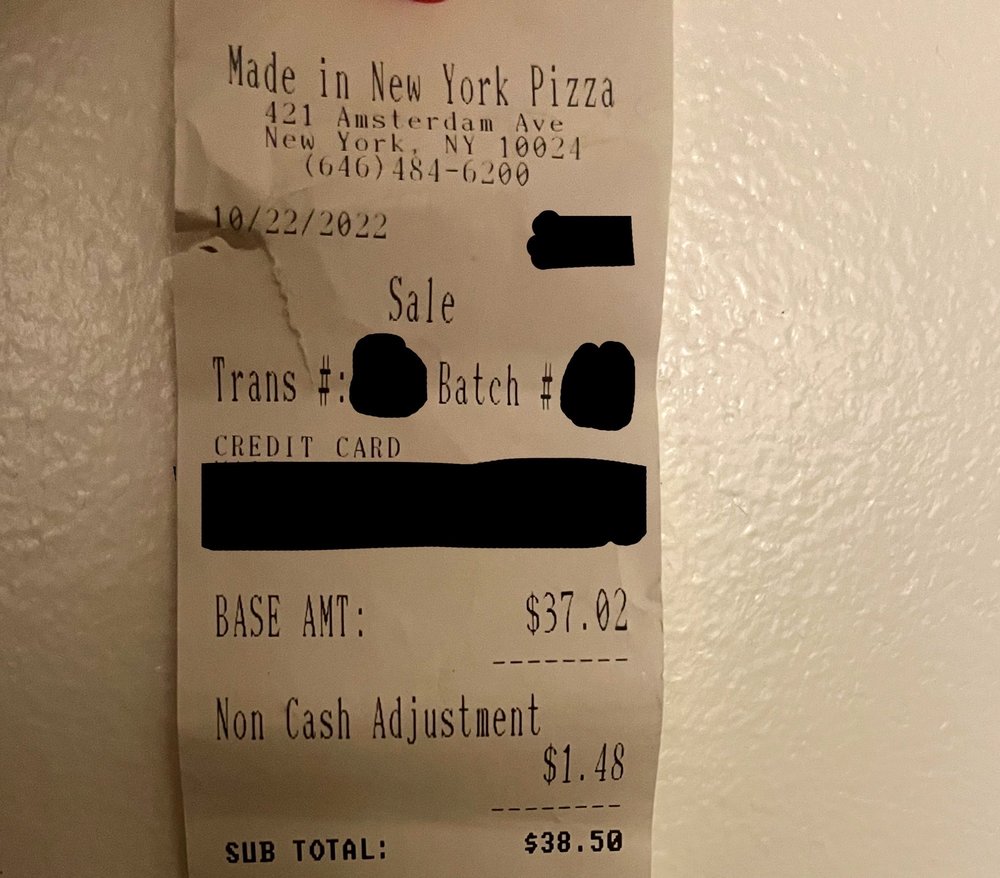 Made in New York Pizza
421 Amsterdam Ave
New York, NY 10024
(646)484-6200
10/22/2022
Sale
Trans #: Batch #
CREDIT CARD
BASE AMT: $37.02
--------
Non Cash Adjustment
$1.48
--------
SUB TOTAL: $38.50